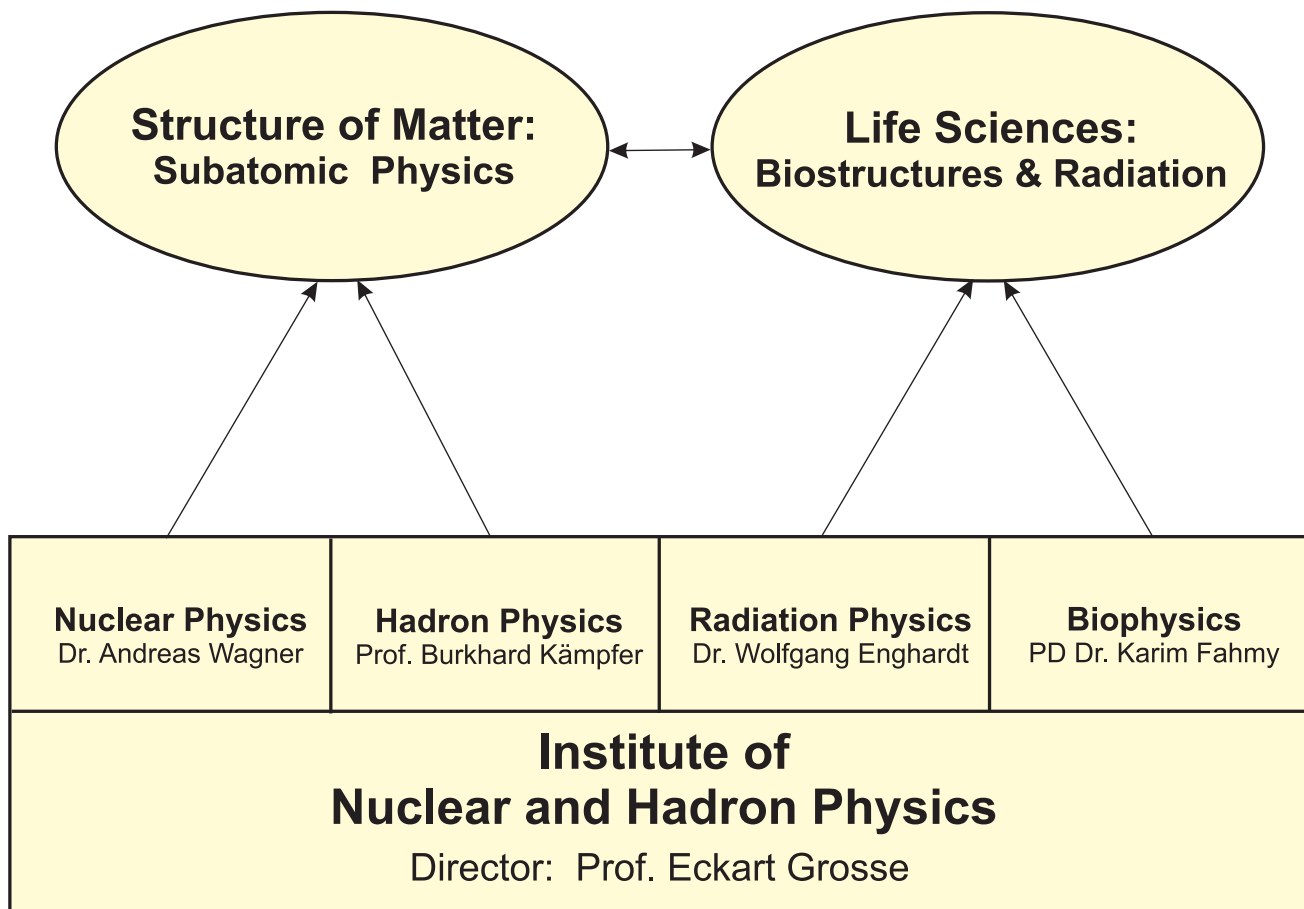 Structure of Matter:
Subatomic Physics
Life Sciences:
Biostructures & Radiation
Nuclear Physics
Dr. Andreas Wagner
Hadron Physics
Prof. Burkhard Kämpfer
Radiation Physics
Dr. Wolfgang Enghardt
Biophysics
PD Dr. Karim Fahmy
Institute of
Nuclear and Hadron Physics
Director: Prof. Eckart Grosse